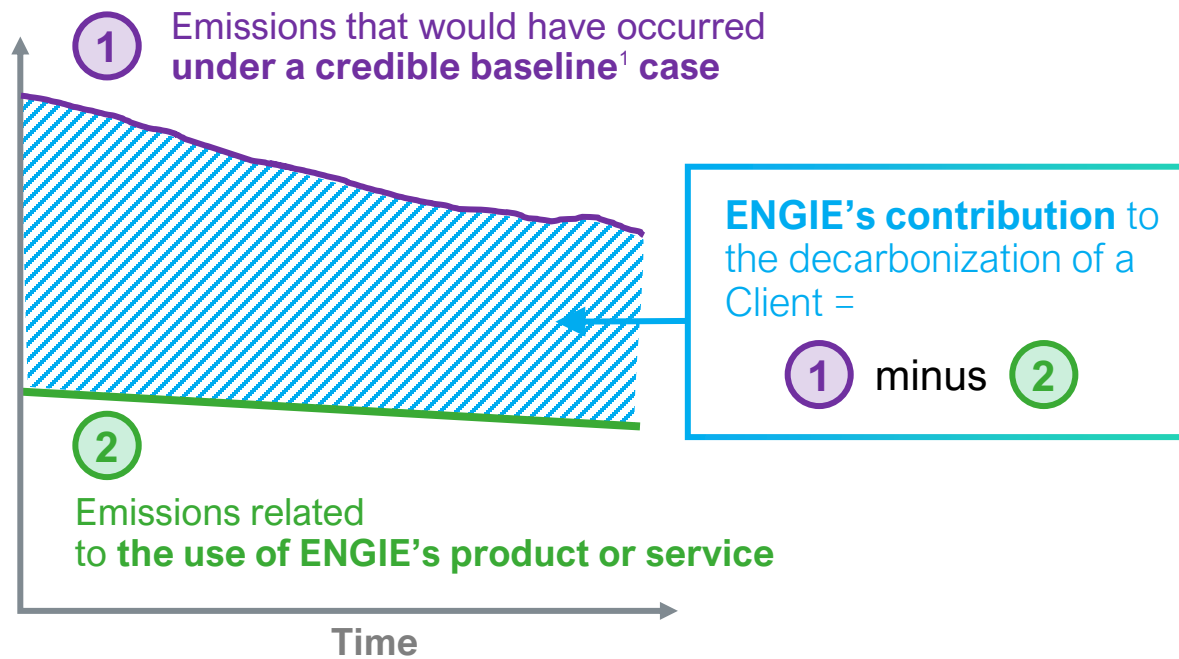 1
Emissions that would have occurred
under a credible baseline¹ case
ENGIE’s contribution to
the decarbonization of a
Client =
1 minus 2
2
Emissions related
to the use of ENGIE’s product or service
Time